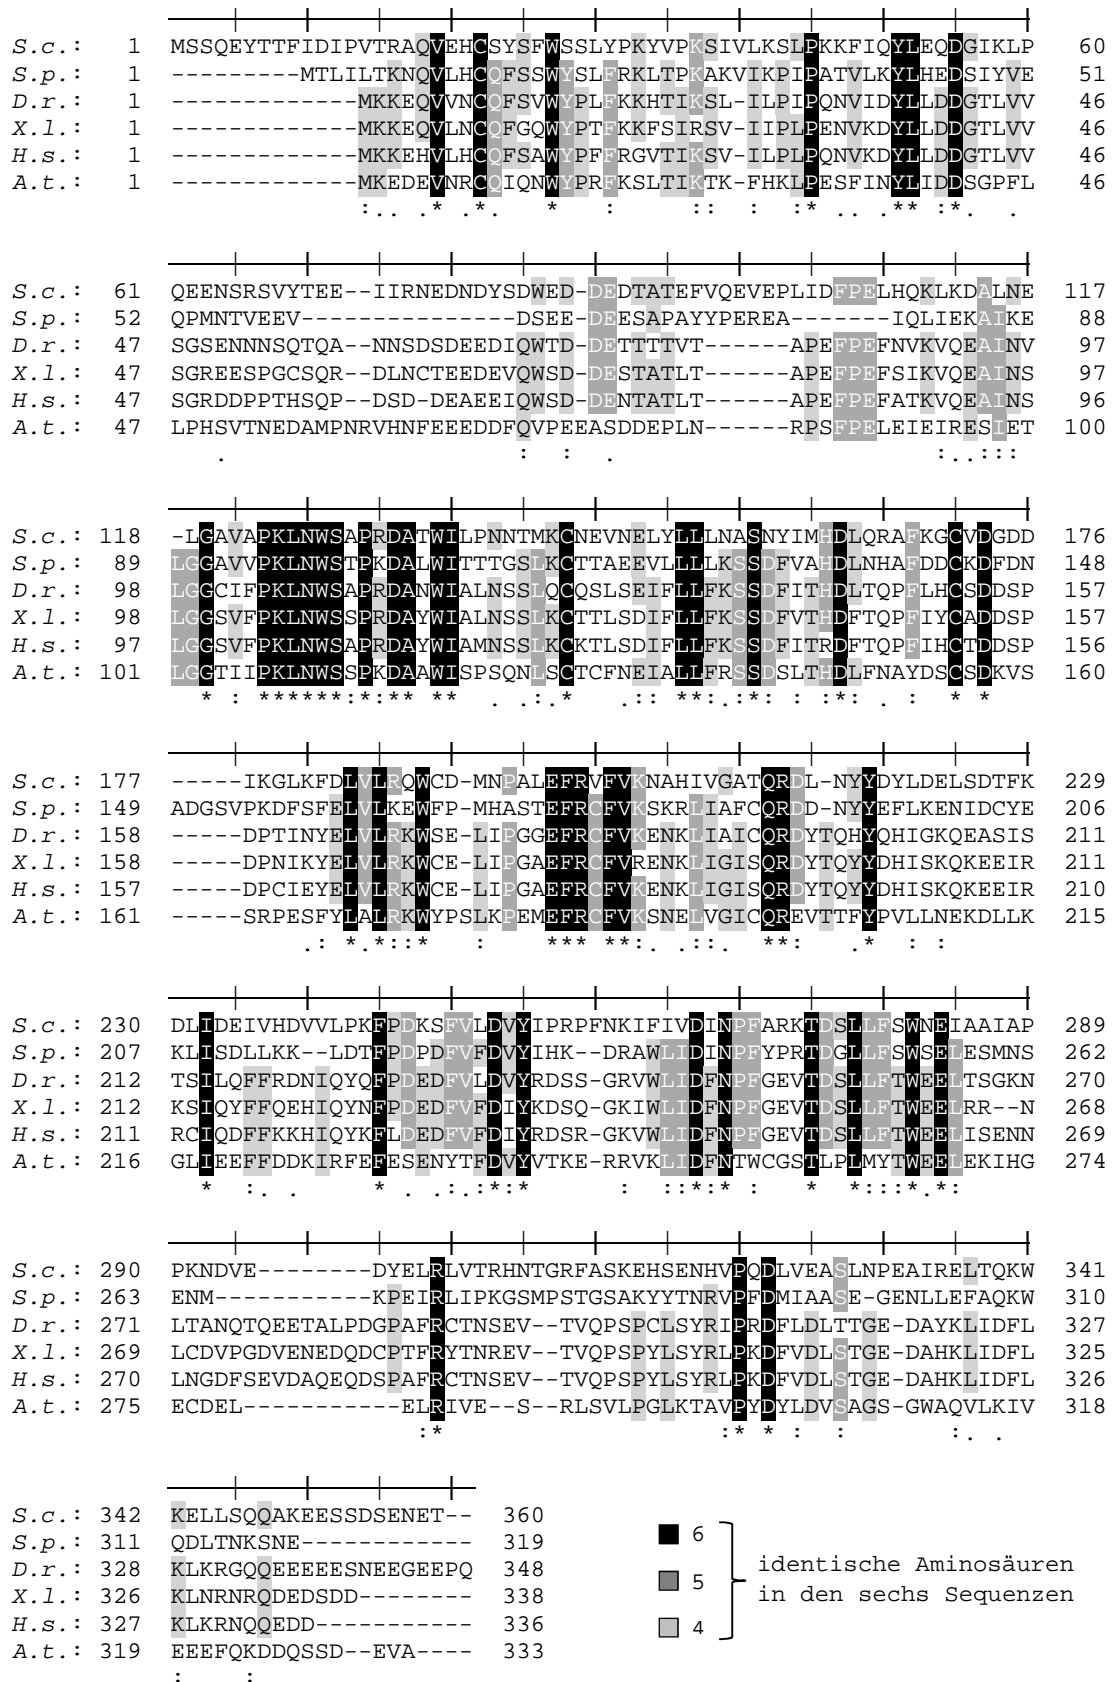 S.c.: 1 MSSQEYTTFIDIPVTRAQVEHCSYSFWSSLYPKYVPKSIVLKSLPKKFIQYLEQDGIKLP 60
S.p.: 1 ---------MTLILTKNQVLHCQFSSWYSLFRKLTPKAKVIKPIPATVLKYLHEDSIYVE 51
D.r.: 1 -------------MKKEQVVNCQFSVWYPLFKKHTIKSL-ILPIPQNVIDYLLDDGTLVV 46
X.l.: 1 -------------MKKEQVLNCQFGQWYPTFKKFSIRSV-IIPLPENVKDYLLDDGTLVV 46
H.s.: 1 -------------MKKEHVLHCQFSAWYPFFRGVTIKSV-ILPLPQNVKDYLLDDGTLVV 46
A.t.: 1 -------------MKEDEVNRCQIQNWYPRFKSLTIKTK-FHKLPESFINYLIDDSGPFL 46
:.. .* .*. * : :: : :* .. . ** :* . .
S.c.: 61 QEENSRSVYTEE--IIRNEDNDYSDWED-DEDTATEFVQEVEPLIDFPELHQKLKDALNE 117
S.p.: 52 QPMNTVEEV---------------DSEE-DEESAPAYYPEREA-------IQLIEKAIKE 88
D.r.: 47 SGSENNNSQTQA--NNSDSDEEDIQWTD-DETTTTVT------APEFPEFNVKVQEAINV 97
X.l.: 47 SGREESPGCSQR--DLNCTEEDEVQWSD-DESTATLT------APEFPEFSIKVQEAINS 97
H.s.: 47 SGRDDPPTHSQP--DSD-DEAEEIQWSD-DENTATLT------APEFPEFATKVQEAINS 96
A.t.: 47 LPHSVTNEDAMPNRVHNFEEEDDFQVPEEASDDEPLN------RPSFPELEIEIRESIET 100
. : : . :..:::
S.c.: 118 -LGAVAPKLNWSAPRDATWILPNNTMKCNEVNELYLLLNASNYIMHDLQRAFKGCVDGDD 176
S.p.: 89 LGGAVVPKLNWSTPKDALWITTTGSLKCTTAEEVLLLLKSSDFVAHDLNHAFDDCKDFDN 148
D.r.: 98 LGGCIFPKLNWSAPRDANWIALNSSLQCQSLSEIFLLFKSSDFITHDLTQPFLHCSDDSP 157
X.l.: 98 LGGSVFPKLNWSSPRDAYWIALNSSLKCTTLSDIFLLFKSSDFVTHDFTQPFIYCADDSP 157
H.s.: 97 LGGSVFPKLNWSAPRDAYWIAMNSSLKCKTLSDIFLLFKSSDFITRDFTQPFIHCTDDSP 156
A.t.: 101 LGGTIIPKLNWSSPKDAAWISPSQNLSCTCFNEIALLFRSSDSLTHDLFNAYDSCSDKVS 160
* : ******:*:** ** . .:. * .:: **:.:*: : :*: . : * *
S.c.: 177 -----IKGLKFDLVLRQWCD-MNPALEFRVFVKNAHIVGATQRDL-NYYDYLDELSDTFK 229
S.p.: 149 ADGSVPKDFSFELVLKEWFP-MHASTEFRCFVKSKRLIAFCQRDD-NYYEFLKENIDCYE 206
D.r.: 158 -----DPTINYELVLRKWSE-LIPGGEFRCFVKENKLIAICQRDYTQHYQHIGKQEASIS 211
X.l.: 158 -----DPNIKYELVLRKWCE-LIPGAEFRCFVRENKLIGISQRDYTQYYDHISKQKEEIR 211
H.s.: 157 -----DPCIEYELVLRKWCE-LIPGAEFRCFVKENKLIGISQRDYTQYYDHISKQKEEIR 210
A.t.: 161 -----SRPESFYLALRKWYPSLKPEMEFRCFVKSNELVGICQREVTTFYPVLLNEKDLLK 215
.: *.*::* : *** **:. .::. **: .* : :
S.c.: 230 DLIDEIVHDVVLPKFPDKSFVLDVYIPRPFNKIFIVDINPFARKTDSLLFSWNEIAAIAP 289
S.p.: 207 KLISDLLKK--LDTFPDPDFVFDVYIHK--DRAWLIDINPFYPRTDGLLFSWSELESMNS 262
D.r.: 212 TSILQFFRDNIQYQFPDEDFVLDVYRDSS-GRVWLIDFNPFGEVTDSLLFTWEELTSGKN 270
X.l.: 212 KSIQYFFQEHIQYNFPDEDFVFDIYKDSQ-GKIWLIDFNPFGEVTDSLLFTWEELRR--N 268
H.s.: 211 RCIQDFFKKHIQYKFLDEDFVFDIYRDSR-GKVWLIDFNPFGEVTDSLLFTWEELISENN 269
A.t.: 216 GLIEEFFDDKIRFEFESENYTFDVYVTKE-RRVKLIDFNTWCGSTLPLMYTWEELEKIHG 274
* :. . * . .:.:*:* : ::*:* : * *:::*.*:
S.c.: 290 PKNDVE--------DYELRLVTRHNTGRFASKEHSENHVPQDLVEASLNPEAIRELTQKW 341
S.p.: 263 ENM-----------KPEIRLIPKGSMPSTGSAKYYTNRVPFDMIAASE-GENLLEFAQKW 310
D.r.: 271 LTANQTQEETALPDGPAFRCTNSEV--TVQPSPCLSYRIPRDFLDLTTGE-DAYKLIDFL 327
X.l.: 269 LCDVPGDVENEDQDCPTFRYTNREV--TVQPSPYLSYRLPKDFVDLSTGE-DAHKLIDFL 325
H.s.: 270 LNGDFSEVDAQEQDSPAFRCTNSEV--TVQPSPYLSYRLPKDFVDLSTGE-DAHKLIDFL 326
A.t.: 275 ECDEL----------ELRIVE--S--RLSVLPGLKTAVPYDYLDVSAGS-GWAQVLKIV 318
:* :* * : : :. .
S.c.: 342 KELLSQQAKEESSDSENET-- 360
S.p.: 311 QDLTNKSNE------------ 319
D.r.: 328 KLKRGQQEEEEESNEEGEEPQ 348
X.l.: 326 KLNRNRQDEDSDD-------- 338
H.s.: 327 KLKRNQQEDD----------- 336
A.t.: 319 EEEFQKDDQSSD--EVA---- 333
: :
6
5
4
identische Aminosäuren
in den sechs Sequenzen